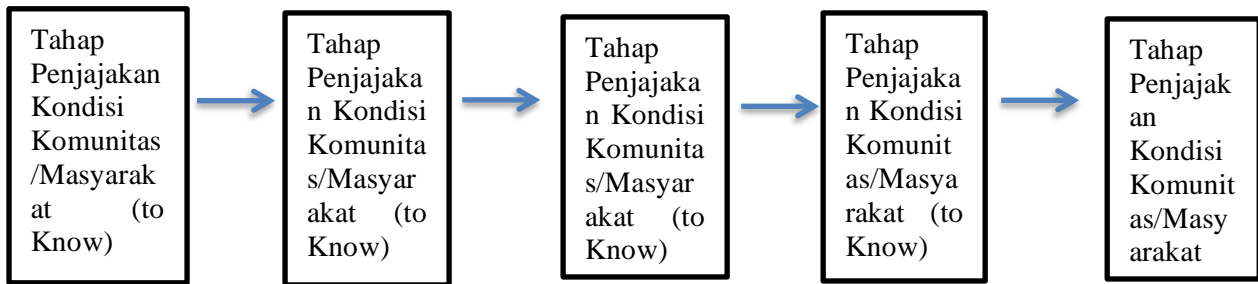 Tahap
Penjajakan
Kondisi
Komunitas
/Masyarak
at (to
Know)
Tahap
Penjajaka
n Kondisi
Komunita
s/Masyar
akat (to
Know)
Tahap
Penjajaka
n Kondisi
Komunita
s/Masyar
akat (to
Know)
Tahap
Penjajaka
n Kondisi
Komunit
as/Masya
rakat (to
Know)
Tahap
Penjajak
an
Kondisi
Komunit
as/Masy
arakat